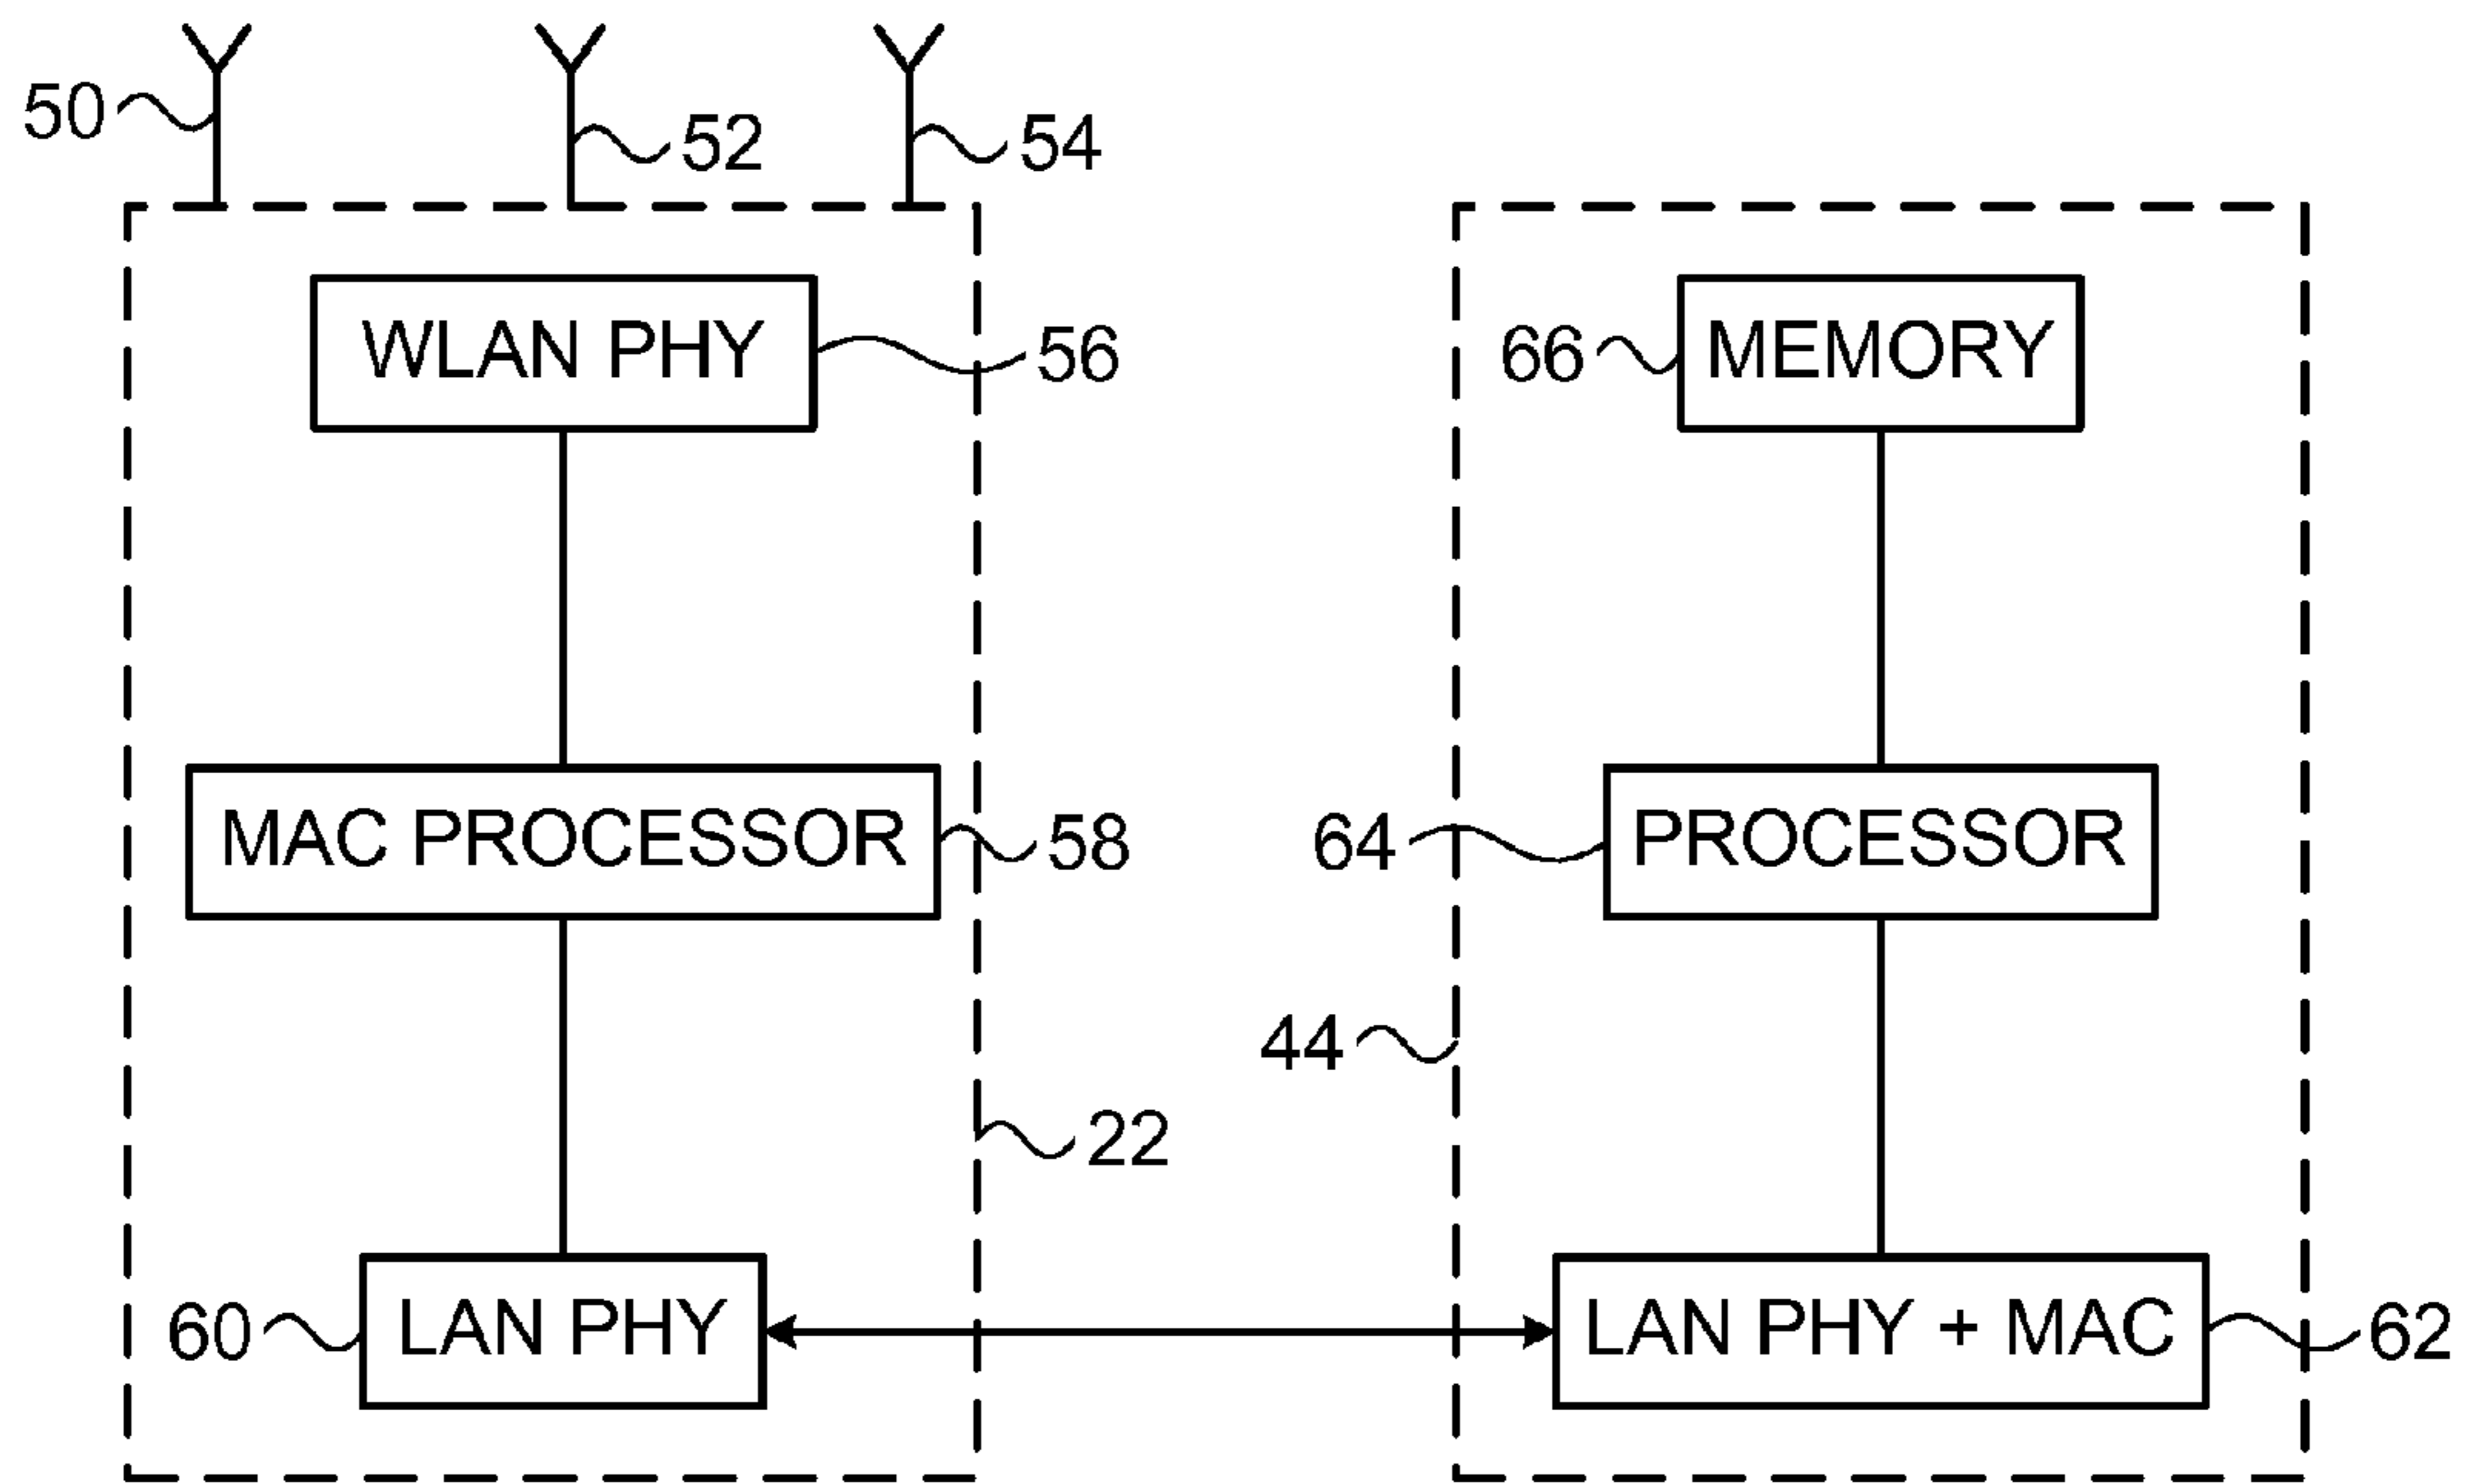 50
52
54
WLAN PHY
56
66
MEMORY
MAC PROCESSOR
58
64
PROCESSOR
44
22
60
LAN PHY
LAN PHY + MAC
62